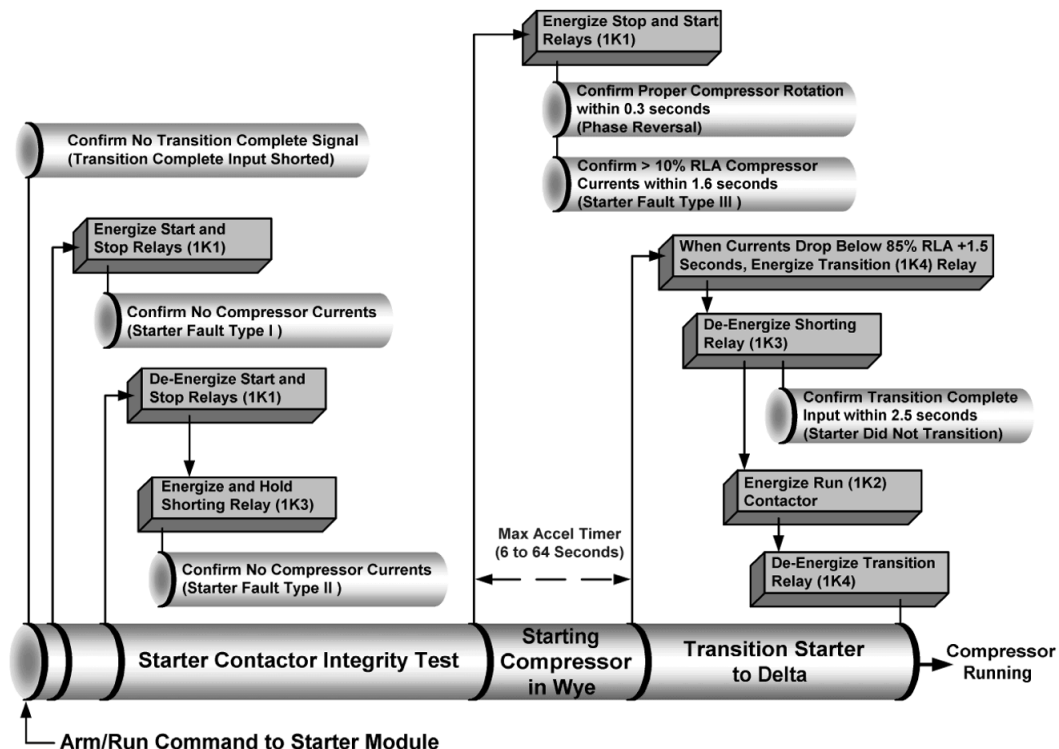 Energize Stop and Start
Relays (1K1)
Confirm Proper Compressor Rotation
within 0.3 seconds
(Phase Reversal)
Confirm > 10% RLA Compressor
Currents within 1.6 seconds
(Starter Fault Type III )
Confirm No Transition Complete Signal
(Transition Complete Input Shorted)
Energize Start and
Stop Relays (1K1)
Confirm No Compressor Currents
(Starter Fault Type I )
De-Energize Start and
Stop Relays (1K1)
Energize and Hold
Shorting Relay (1K3)
Confirm No Compressor Currents
(Starter Fault Type II )
When Currents Drop Below 85% RLA +1.5
Seconds, Energize Transition (1K4) Relay
De-Energize Shorting
Relay (1K3)
Confirm Transition Complete
Input within 2.5 seconds
(Starter Did Not Transition)
Energize Run (1K2)
Contactor
De-Energize Transition
Relay (1K4)
Max Accel Timer
(6 to 64 Seconds)
Starter Contactor Integrity Test
Starting
Compressor
in Wye
Transition Starter
to Delta
Compressor
Running
Arm/Run Command to Starter Module